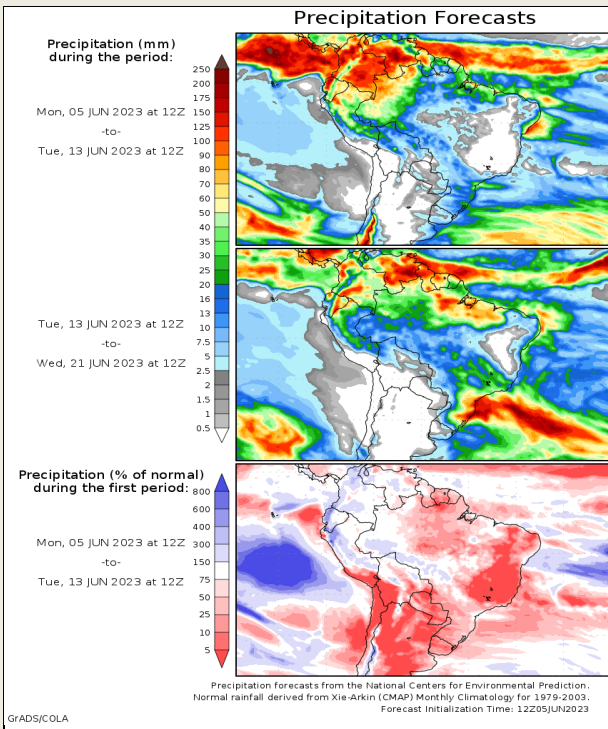 Precipitation Forecasts
Precipitation (mm)
during the period:
Mon, 05 JUN 2023 at 12Z
-to-
Tue, 13 JUN 2023 at 12Z
250
200
175
150
125
100
90
80
70
60
50
40
35
30
25
20
16
13
10
7.5
5
2.5
2
1.5
1
0.5
Tue, 13 JUN 2023 at 12Z
-to-
Wed, 21 JUN 2023 at 12Z
Precipitation (% of normal)
during the first period:
Mon, 05 JUN 2023 at 12Z
-to-
Tue, 13 JUN 2023 at 12Z
800
600
400
300
150
75
50
25
10
5
Precipitation forecasts from the National Centers for Environmental Prediction.
Normal rainfall derived from Xie-Arkin (CMAP) Monthly Climatology for 1979-2003.
Forecast Initialization Time: 12Z05JUN2023
GrADS/COLA